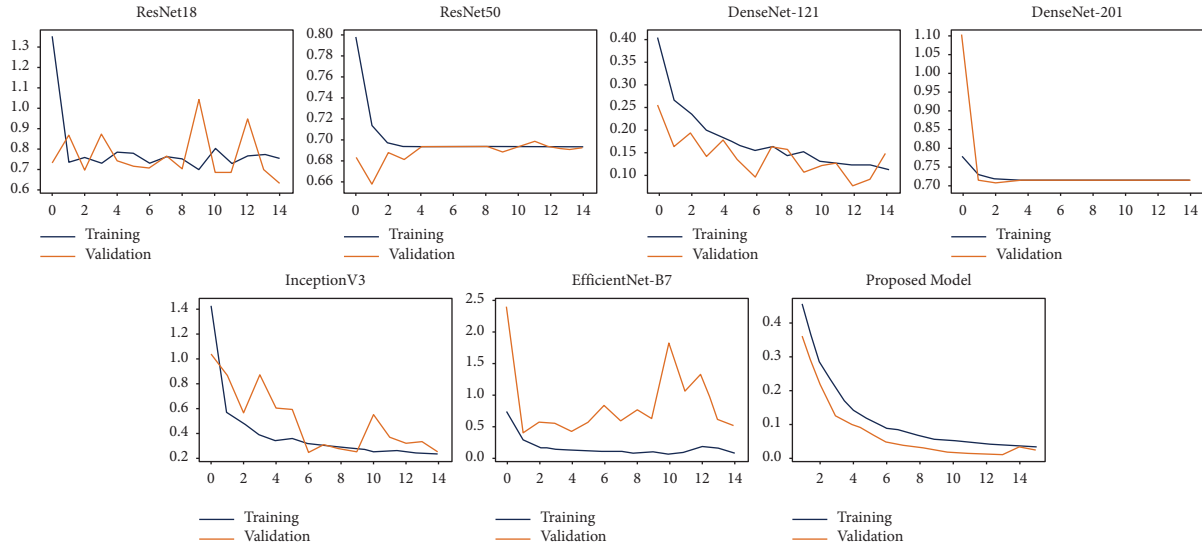 ResNet18
1.3
1.2
1.1
1.0
0.9
0.8
0.7
0.6
0 2 4 6 8 10 12 14
Training
Validation
ResNet50
0.80
0.78
0.76
0.74
0.72
0.70
0.68
0.66
0 2 4 6 8 10 12 14
Training
Validation
DenseNet-121
0.40
0.35
0.30
0.25
0.20
0.15
0.10
0 2 4 6 8 10 12 14
Training
Validation
DenseNet-201
1.10
1.05
1.00
0.95
0.90
0.85
0.80
0.75
0.70
0 2 4 6 8 10 12 14
Training
Validation
InceptionV3
1.4
1.2
1.0
0.8
0.6
0.4
0.2
0 2 4 6 8 10 12 14
Training
Validation
EfficientNet-B7
2.5
2.0
1.5
1.0
0.5
0.0
0 2 4 6 8 10 12 14
Training
Validation
Proposed Model
0.4
0.3
0.2
0.1
0.0
2 4 6 8 10 12 14
Training
Validation